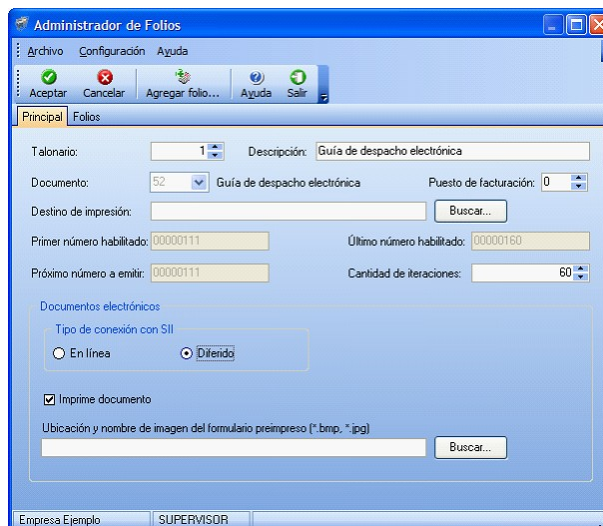 Administrador de Folios
Archivo Configuración Ayuda
Aceptar Cancelar Agregar folio... Ayuda Salir
Principal Folios
Talonario: 1 Descripción: Guía de despacho electrónica
Documento: 52 Guía de despacho electrónica Puesto de facturación: 0
Destino de impresión: Buscar...
Primer número habilitado: 00000111 Último número habilitado: 00000160
Próximo número a emitir: 00000111 Cantidad de iteraciones: 60
Documentos electrónicos
Tipo de conexión con SII
En línea Diferido
Imprime documento
Ubicación y nombre de imagen del formulario preimpreso (*.bmp, *.jpg)
Buscar...
Empresa Ejemplo SUPERVISOR